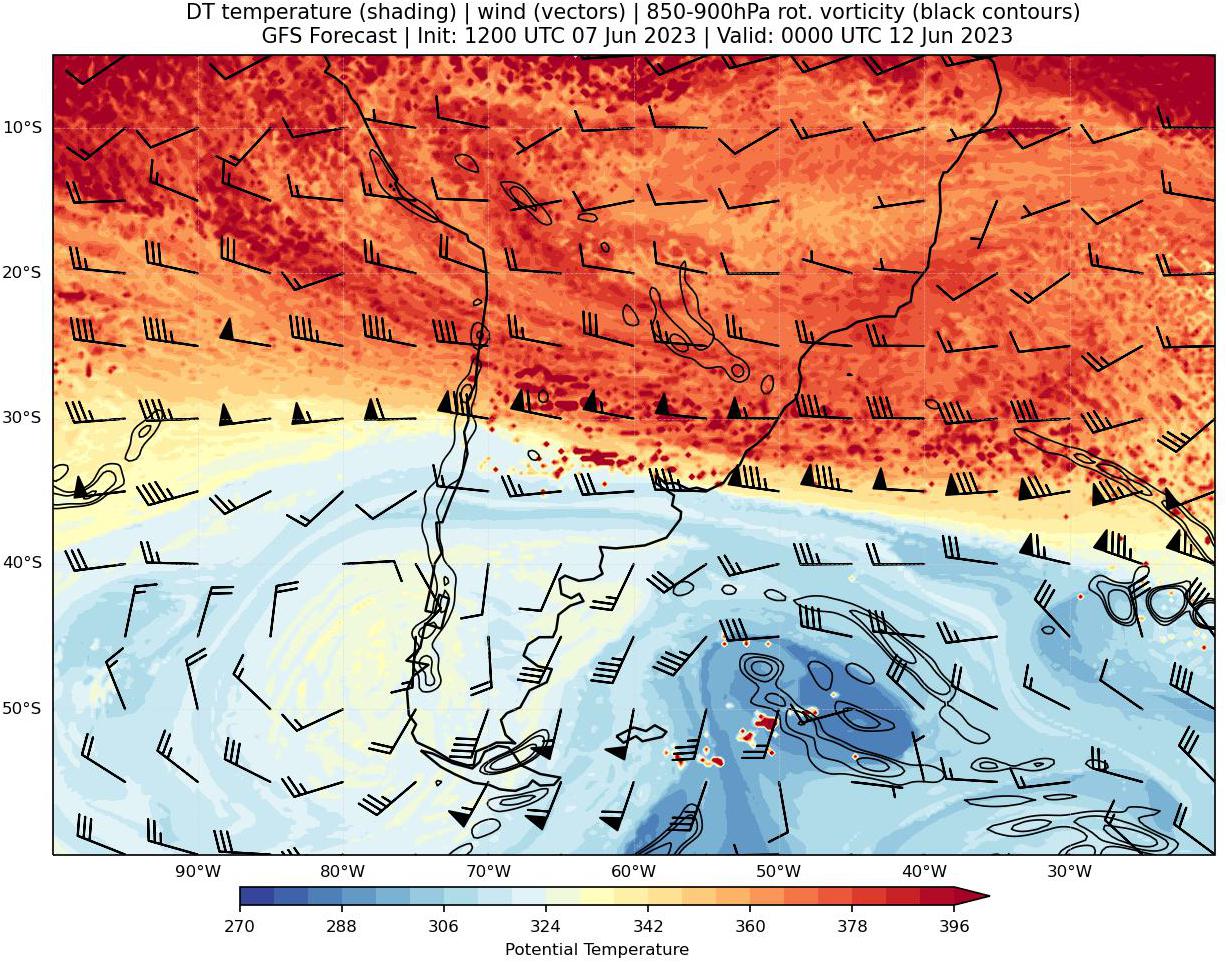 DT temperature (shading) | wind (vectors) | 850-900hPa rot. vorticity (black contours)
GFS Forecast | Init: 1200 UTC 07 Jun 2023 | Valid: 0000 UTC 12 Jun 2023
10°S
20°S
30°S
40°S
50°S
90°W 80°W 70°W 60°W 50°W 40°W 30°W
270 288 306 324 342 360 378 396
Potential Temperature